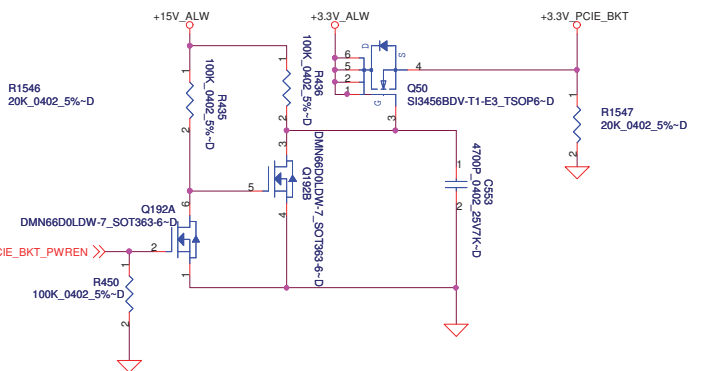 +15V_ALW
+3.3V_ALW
+3.3V_PCIE_BKT
R1546
20K_0402_5%~D
1
R435
100K_0402_5%~D
2
1
R436
100K_0402_5%~D
2
6
5
2
1
D
S
G
4
3
Q50
SI3456BDV-T1-E3_TSOP6~D
1
R1547
20K_0402_5%~D
2
3
5
4
Q192B
DMN66D0LDW-7_SOT363-6~D
1
C553
4700P_0402_25V7K~D
2
Q192A
DMN66D0LDW-7_SOT363-6~D
6
2
1
CIE_BKT_PWREN
1
R450
100K_0402_5%~D
2